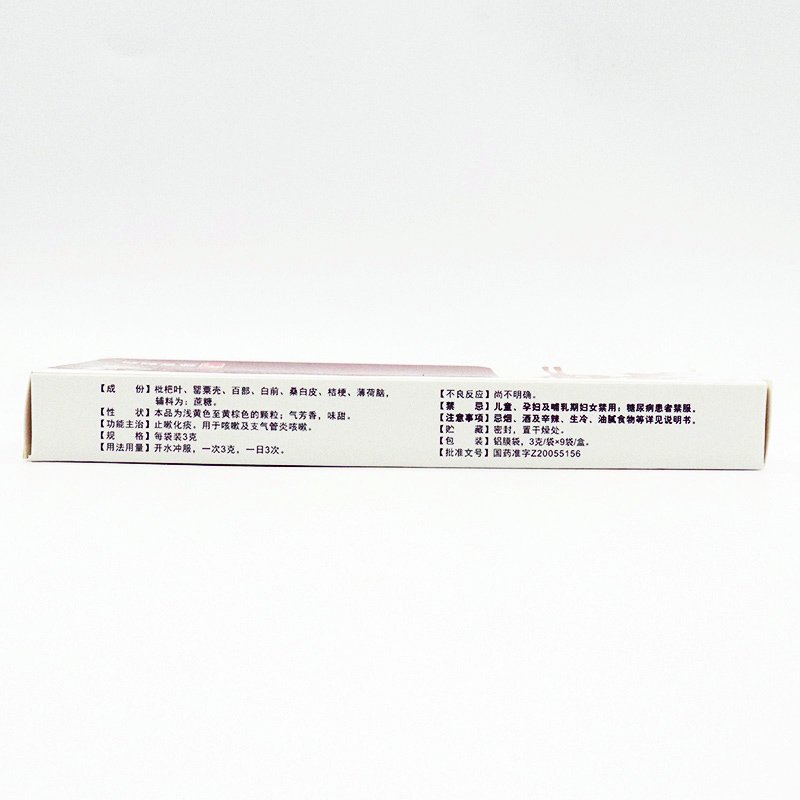 【成　份】枇杷叶、罂粟壳、百部、白前、桑白皮、桔梗、薄荷脑，
辅料为：蔗糖。
【性　状】本品为浅黄色至黄棕色的颗粒；气芳香，味甜。
【功能主治】止嗽化痰。用于咳嗽及支气管炎咳嗽。
【规　格】每袋装3克
【用法用量】开水冲服，一次3克，一日3次。
【不良反应】尚不明确。
【禁　忌】儿童、孕妇及哺乳期妇女禁用；糖尿病患者禁服。
【注意事项】忌烟、酒及辛辣、生冷、油腻食物等详见说明书。
【贮　藏】密封，置干燥处。
【包　装】铝膜袋，3克/袋×9袋/盒。
【批准文号】国药准字Z20055156